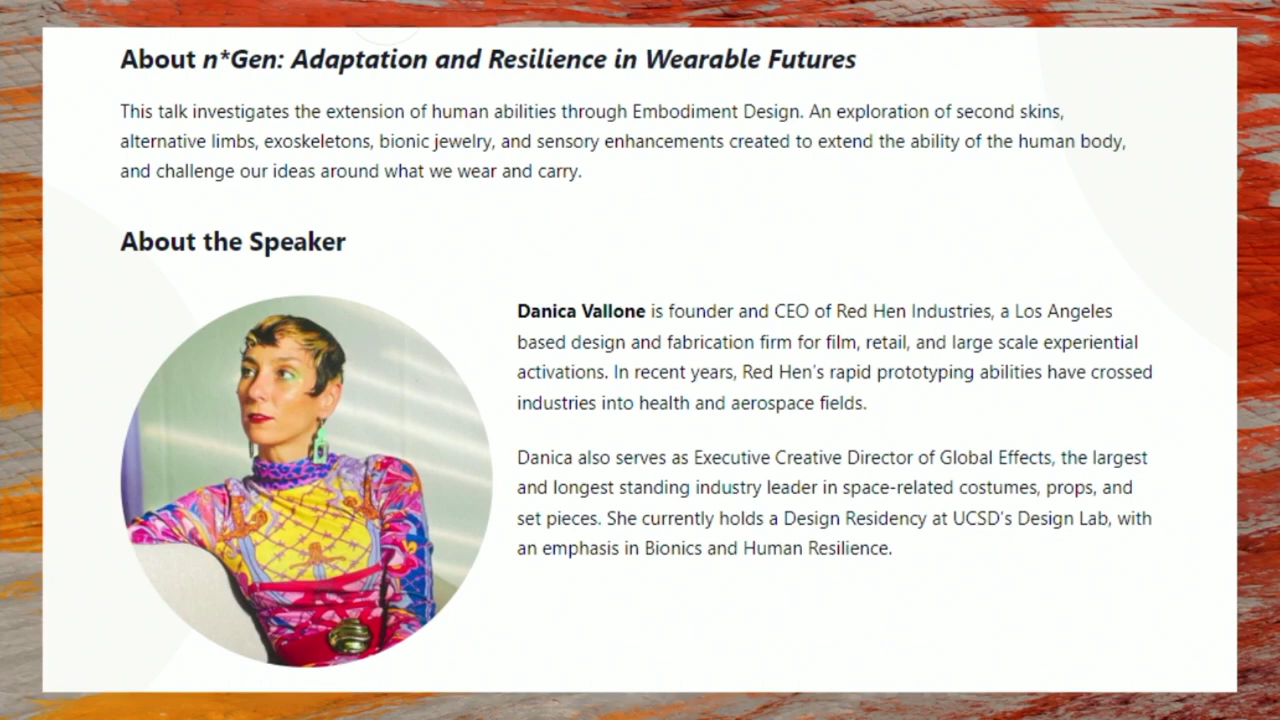 About n*Gen: Adaptation and Resilience in Wearable Futures
This talk investigates the extension of human abilities through Embodiment Design. An exploration of second skins,
alternative limbs, exoskeletons, bionic jewelry, and sensory enhancements created to extend the ability of the human body,
and challenge our ideas around what we wear and carry.
About the Speaker
Danica Vallone is founder and CEO of Red Hen Industries, a Los Angeles
based design and fabrication firm for film, retail, and large scale experiential
activations. In recent years, Red Hen's rapid prototyping abilities have crossed
industries into health and aerospace fields.
Danica also serves as Executive Creative Director of Global Effects, the largest
and longest standing industry leader in space-related costumes, props, and
set pieces. She currently holds a Design Residency at UCSD's Design Lab, with
an emphasis in Bionics and Human Resilience.